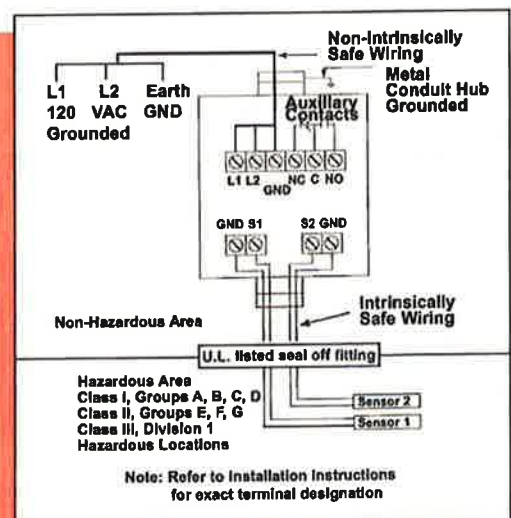 Non-Intrinsically
Safe Wiring
Metal
Conduit Hub
Grounded
L1 L2 Earth
120 VAC GND
Grounded
Auxillary
Contacts
L1 L2 GND NC C NO
GND S1 S2 GND
Intrinsically
Safe Wiring
Non-Hazardous Area
U.L. listed seal off fitting
Hazardous Area
Class I, Groups A, B, C, D
Class II, Groups E, F, G
Class III, Division 1
Hazardous Locations
Sensor 2
Sensor 1
Note: Refer to Installation Instructions
for exact terminal designation